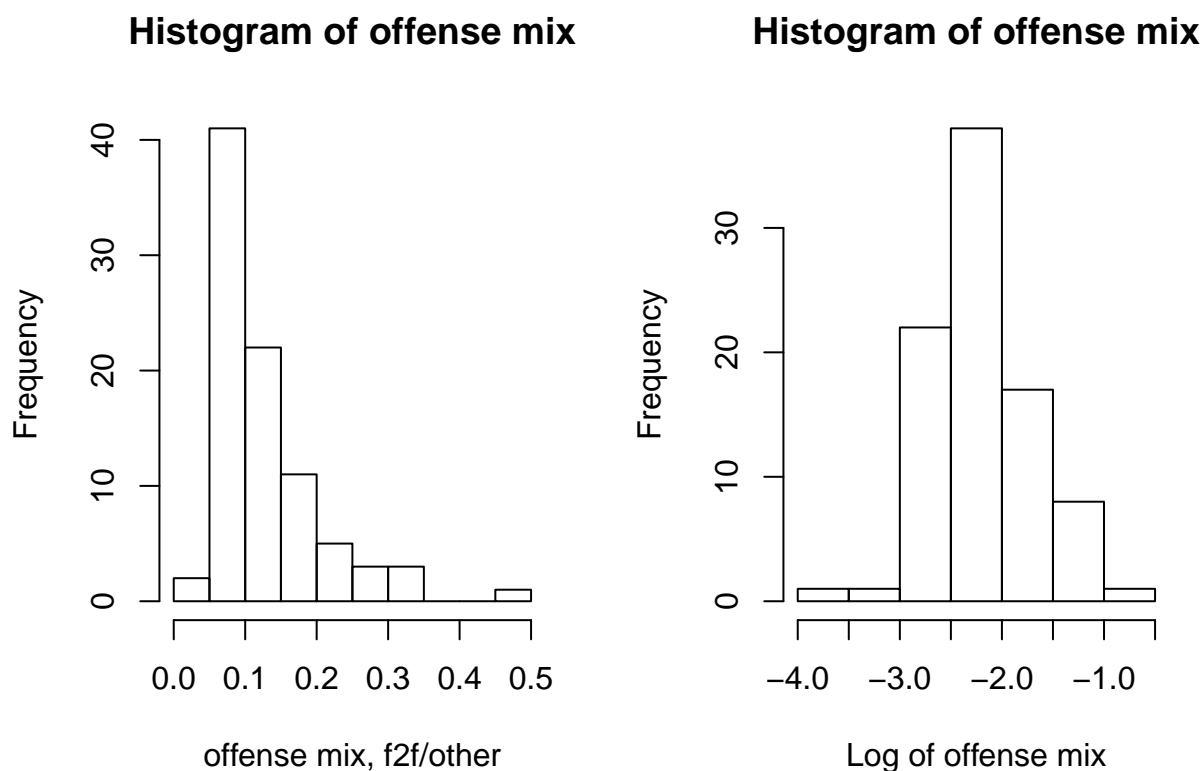 Histogram of offense mix
Frequency
40
30
20
10
0
0.0 0.1 0.2 0.3 0.4 0.5
offense mix, f2f/other
Histogram of offense mix
Frequency
30
20
10
0
−4.0 −3.0 −2.0 −1.0
Log of offense mix